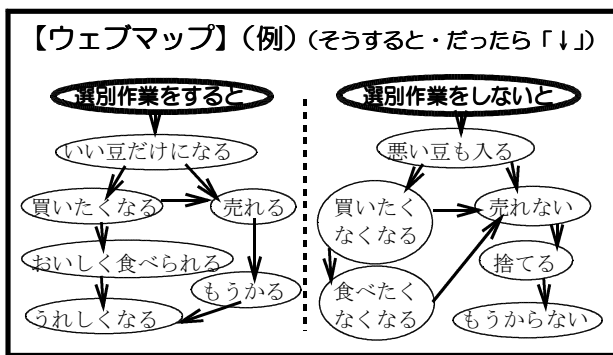 【ウェブマップ】(例)(そうすると・だったら「↓」)
選別作業をすると
いい豆だけになる
買いたくなる
売れる
おいしく食べられる
もうかる
うれしくなる
選別作業をしないと
悪い豆も入る
買いたく
なくなる
売れない
食べたく
なくなる
捨てる
もうからない